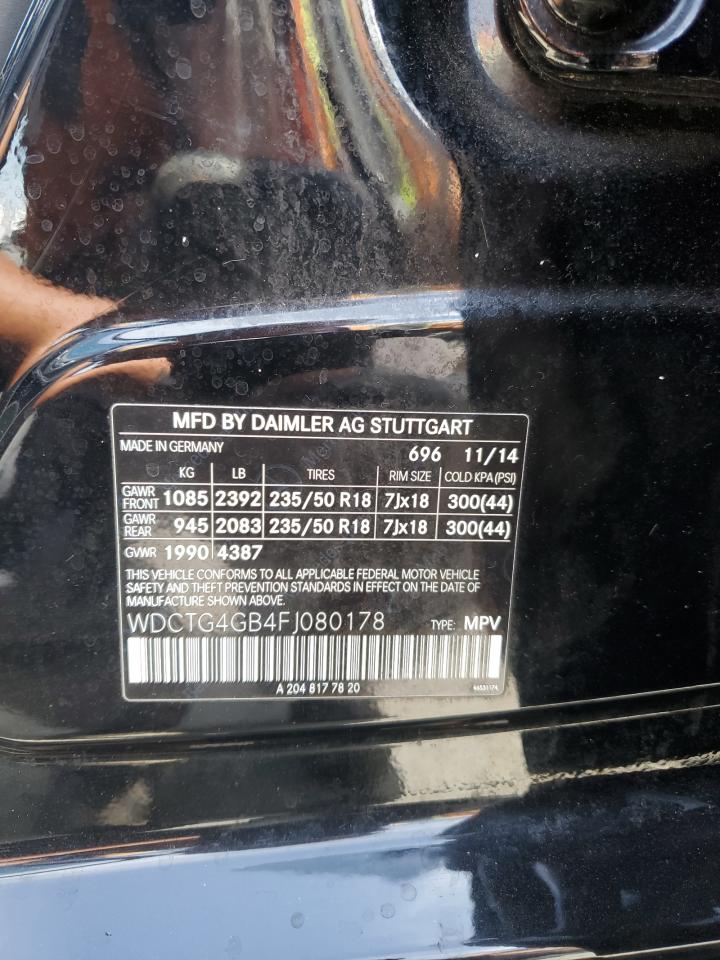 MFD BY DAIMLER AG STUTTGART
MADE IN GERMANY 696 11/14
KG LB TIRES RIM SIZE COLD KPA(PSI)
GAWR FRONT 1085 2392 235/50 R18 7Jx18 300(44)
GAWR REAR 945 2083 235/50 R18 7Jx18 300(44)
GVWR 1990 4387
THIS VEHICLE CONFORMS TO ALL APPLICABLE FEDERAL MOTOR VEHICLE
SAFETY AND THEFT PREVENTION STANDARDS IN EFFECT ON THE DATE OF
MANUFACTURE SHOWN ABOVE.
WDCTG4GB4FJ080178 TYPE: MPV
A 204 817 78 20